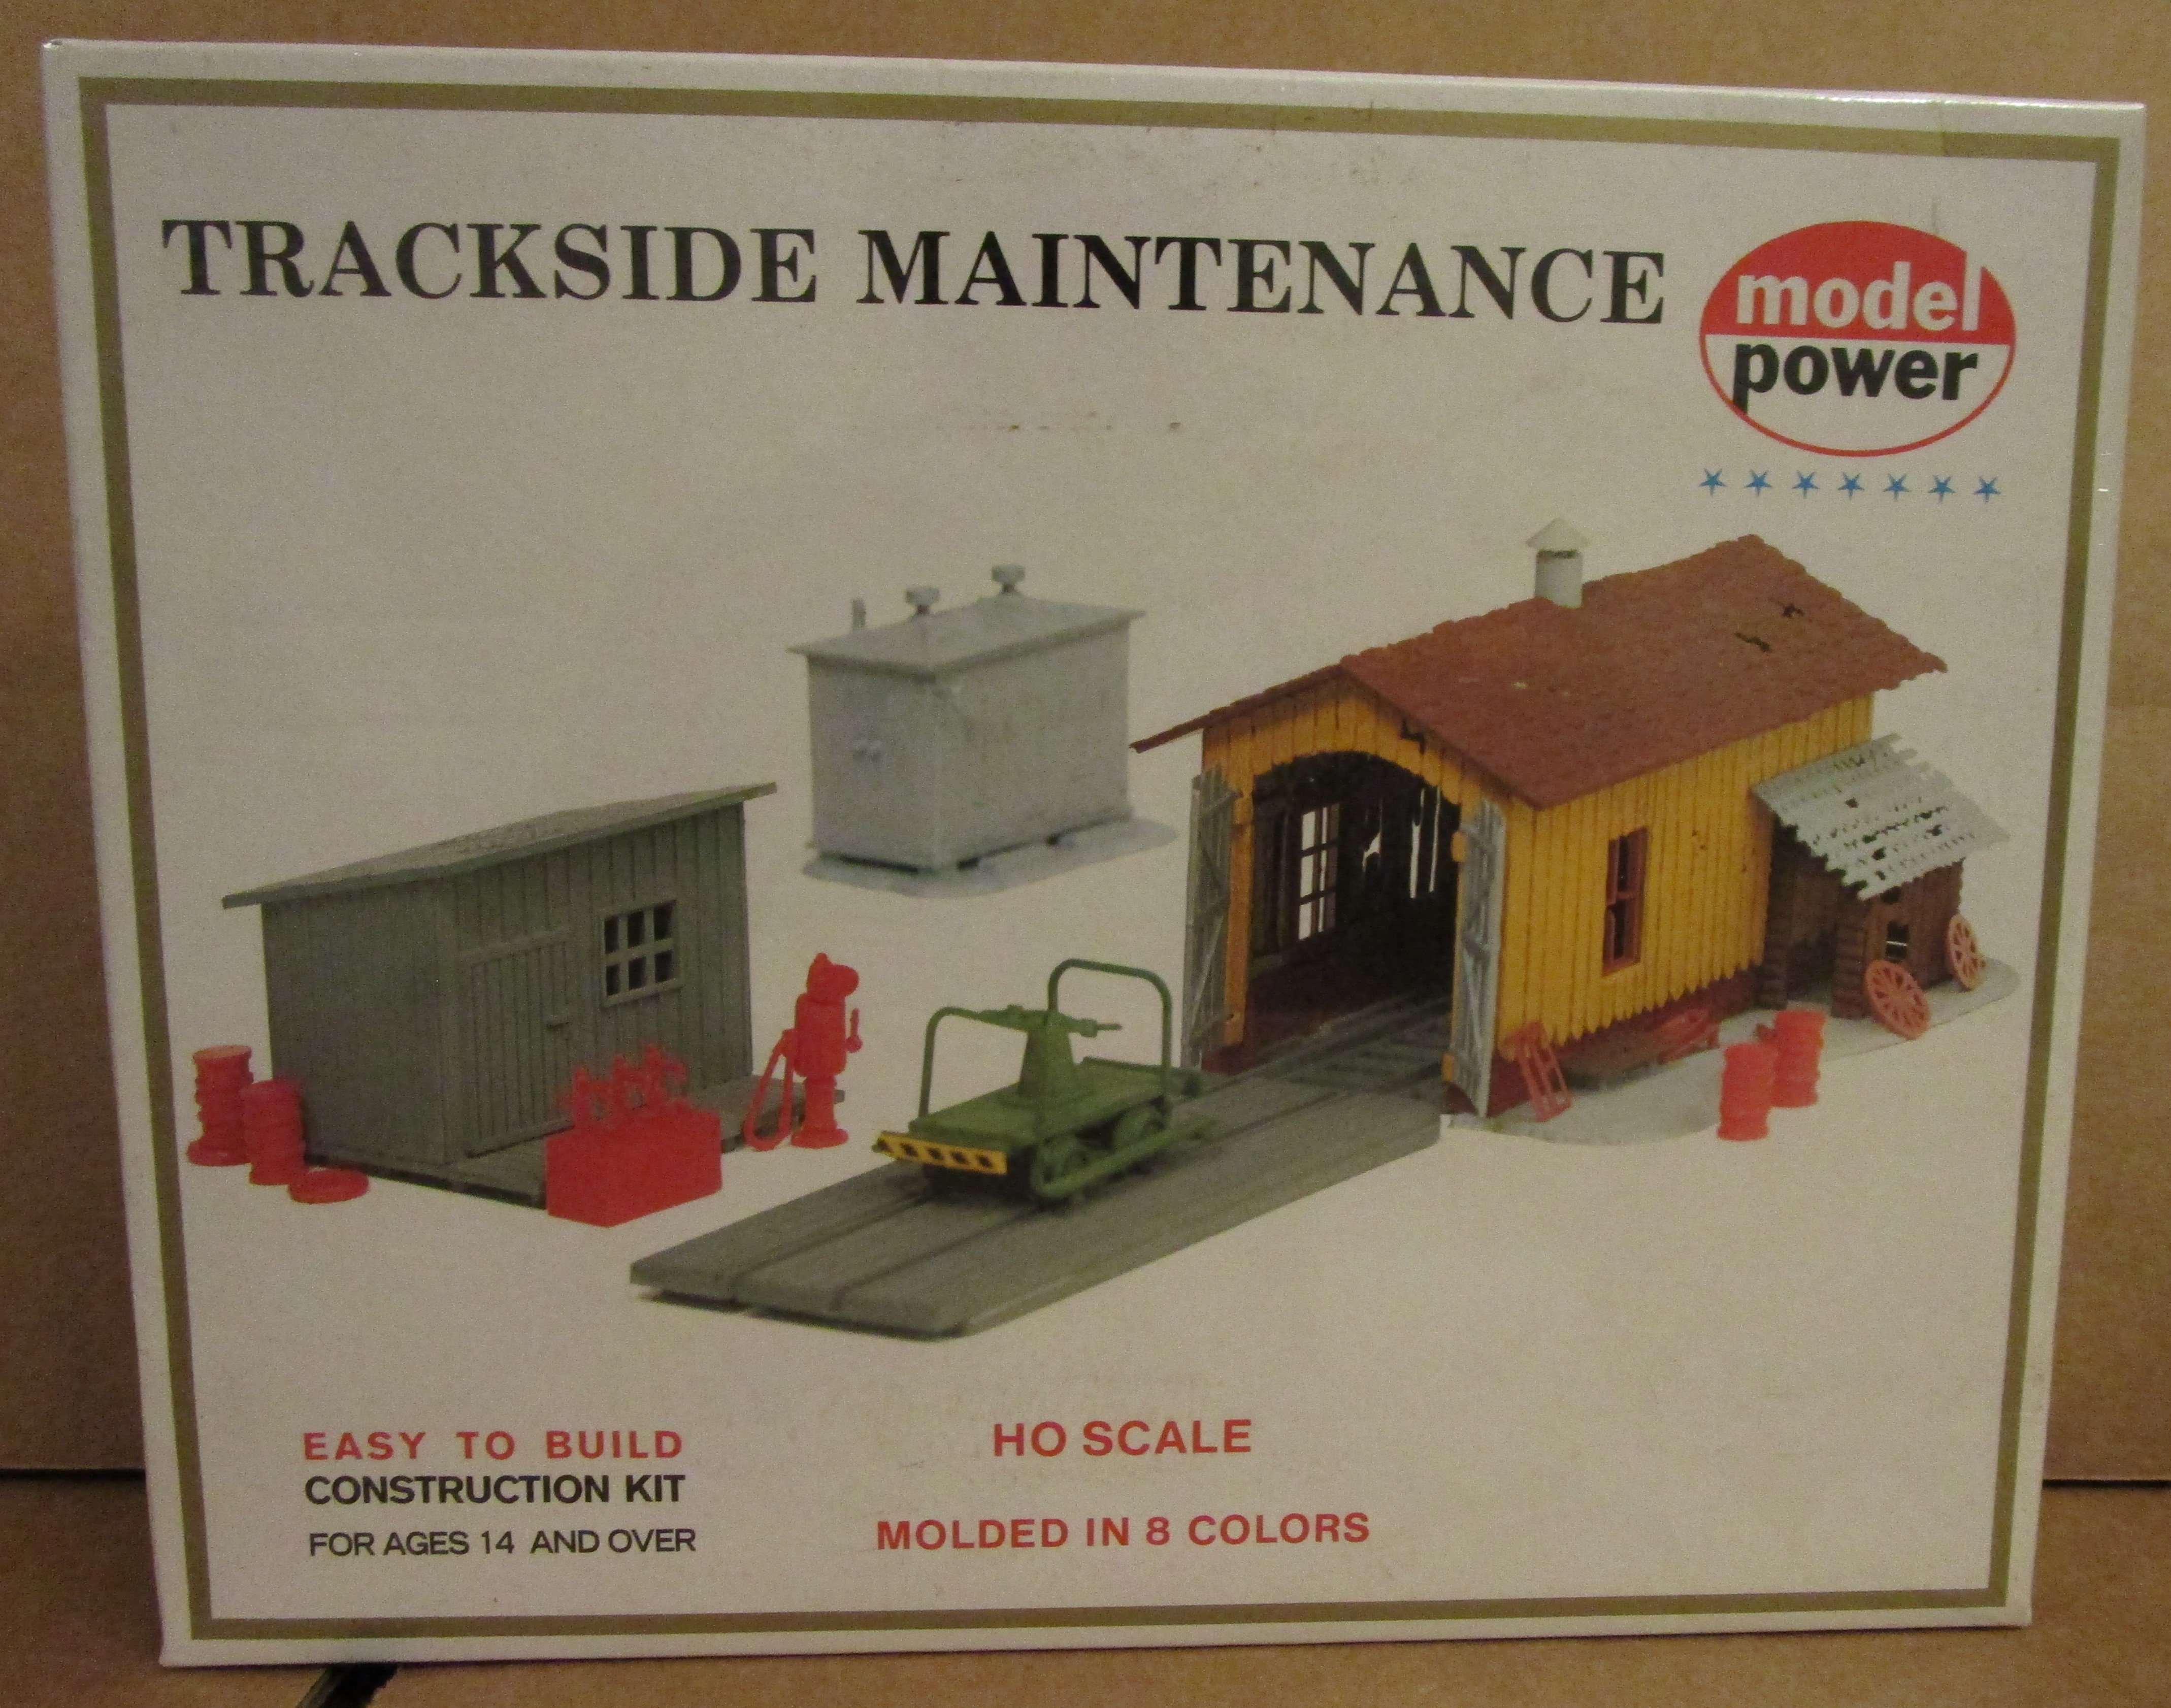 TRACKSIDE MAINTENANCE
model
power
EASY TO BUILD
CONSTRUCTION KIT
FOR AGES 14 AND OVER
HO SCALE
MOLDED IN 8 COLORS